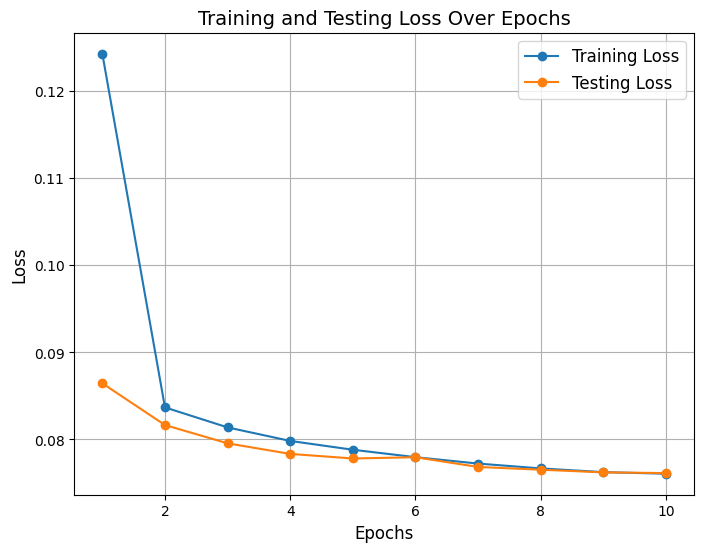 Training and Testing Loss Over Epochs
Training Loss
Testing Loss
0.12
0.11
0.10
0.09
0.08
Loss
2 4 6 8 10
Epochs